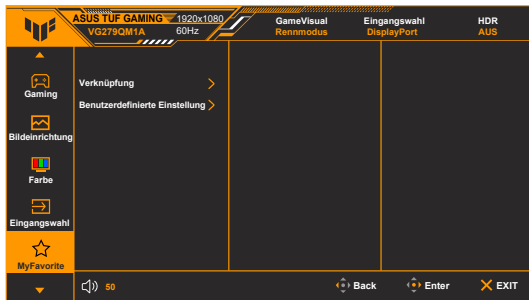 ASUS TUF GAMING 1920x1080
VG279QM1A 60Hz
GameVisual
Rennmodus
Eingangswahl
DisplayPort
HDR
AUS
Gaming
Bildeinrichtung
Farbe
Eingangswahl
MyFavorite
Verknüpfung
Benutzerdefinierte Einstellung
50
Back
Enter
EXIT